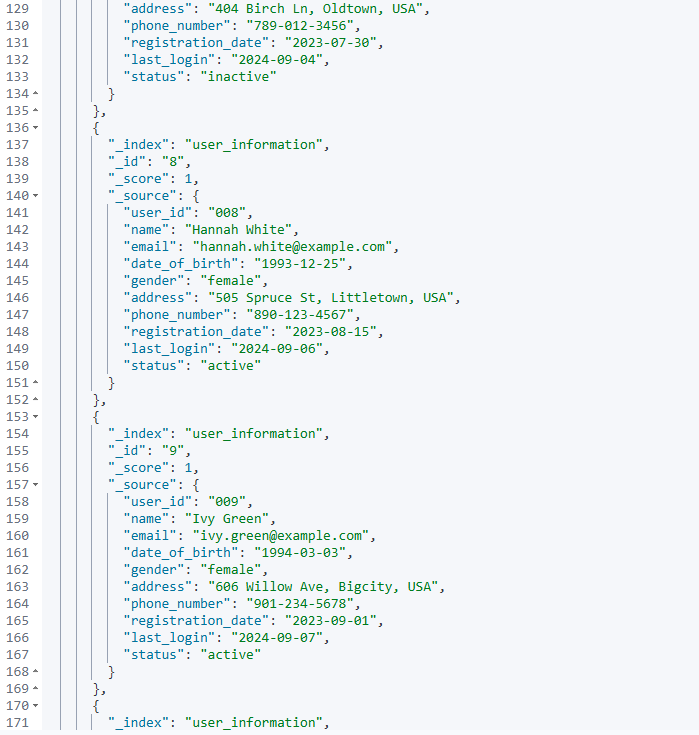 129 "address": "404 Birch Ln, Oldtown, USA",
130 "phone_number": "789-012-3456",
131 "registration_date": "2023-07-30",
132 "last_login": "2024-09-04",
133 "status": "inactive"
134 }
135 },
136 {
137 "_index": "user_information",
138 "_id": "8",
139 "_score": 1,
140 "_source": {
141 "user_id": "008",
142 "name": "Hannah White",
143 "email": "hannah.white@example.com",
144 "date_of_birth": "1993-12-25",
145 "gender": "female",
146 "address": "505 Spruce St, Littletown, USA",
147 "phone_number": "890-123-4567",
148 "registration_date": "2023-08-15",
149 "last_login": "2024-09-06",
150 "status": "active"
151 }
152 },
153 {
154 "_index": "user_information",
155 "_id": "9",
156 "_score": 1,
157 "_source": {
158 "user_id": "009",
159 "name": "Ivy Green",
160 "email": "ivy.green@example.com",
161 "date_of_birth": "1994-03-03",
162 "gender": "female",
163 "address": "606 Willow Ave, Bigcity, USA",
164 "phone_number": "901-234-5678",
165 "registration_date": "2023-09-01",
166 "last_login": "2024-09-07",
167 "status": "active"
168 }
169 },
170 {
171 "_index": "user_information",